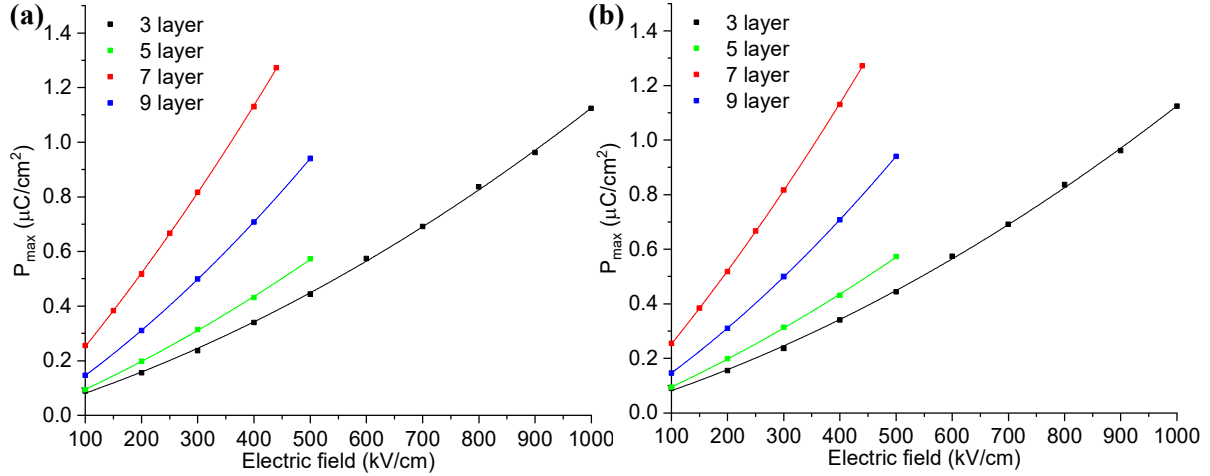 (a)
3 layer
5 layer
7 layer
9 layer
1.4
1.2
1.0
0.8
0.6
0.4
0.2
0.0
Pmax (μC/cm²)
100 200 300 400 500 600 700 800 900 1000
Electric field (kV/cm)
(b)
3 layer
5 layer
7 layer
9 layer
1.4
1.2
1.0
0.8
0.6
0.4
0.2
0.0
Pmax (μC/cm²)
100 200 300 400 500 600 700 800 900 1000
Electric field (kV/cm)